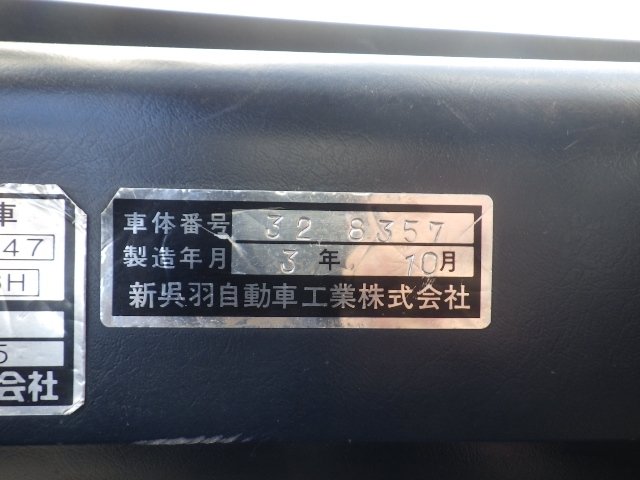 車
47
H
5
会社
車体番号 32 8357
製造年月 3年 10月
新呉羽自動車工業株式会社